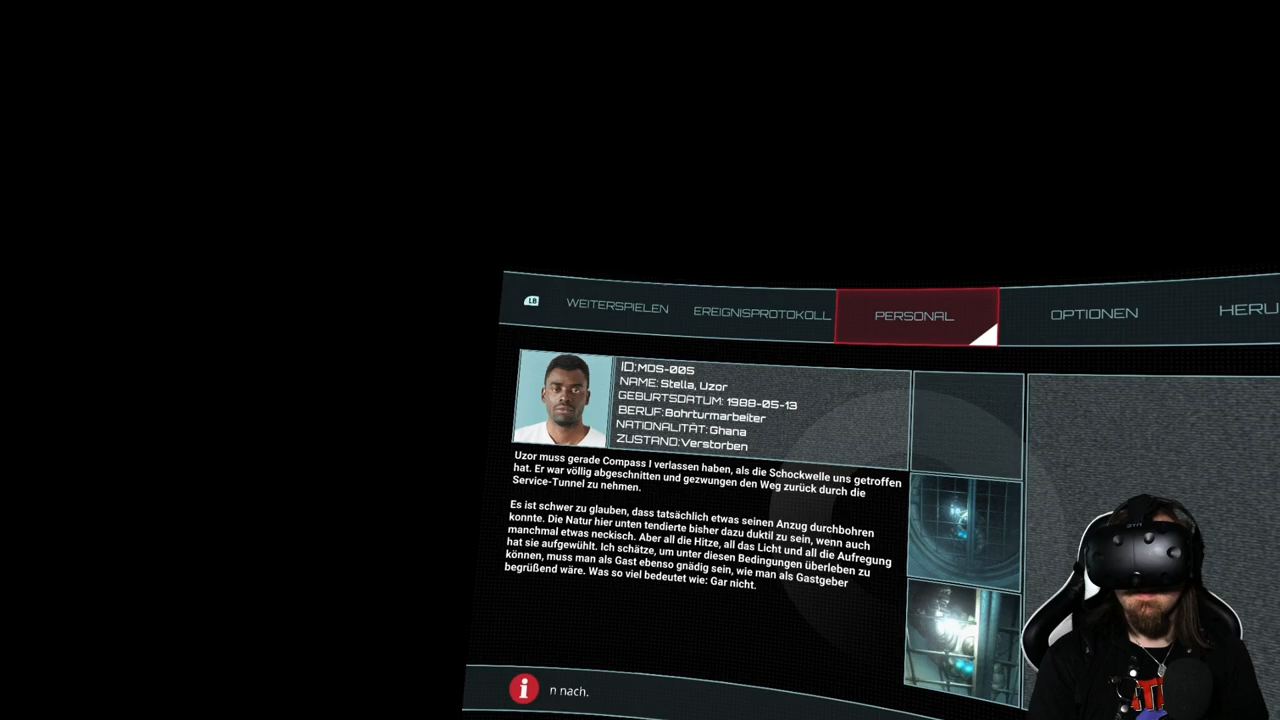 LB
WEITERSPIELEN
EREIGNISPROTOKOLL
PERSONAL
OPTIONEN
HERU
ID:MOS-005
NAME: Stella, Uzor
GEBURTSDATUM: 1988-05-13
BERUF:Bohrturmarbeiter
NATIONALITÄT:Ghana
ZUSTAND:Verstorben
Uzor muss gerade Compass I verlassen haben, als die Schockwelle uns getroffen
hat. Er war völlig abgeschnitten und gezwungen den Weg zurück durch die
Service-Tunnel zu nehmen.
Es ist schwer zu glauben, dass tatsächlich etwas seinen Anzug durchbohren
konnte. Die Natur hier unten tendierte bisher dazu duktil zu sein, wenn auch
manchmal etwas neckisch. Aber all die Hitze, all das Licht und all die Aufregung
hat sie aufgewühlt. Ich schätze, um unter diesen Bedingungen überleben zu
können, muss man als Gast ebenso gnädig sein, wie man als Gastgeber
begrüßend wäre. Was so viel bedeutet wie: Gar nicht.
n nach.